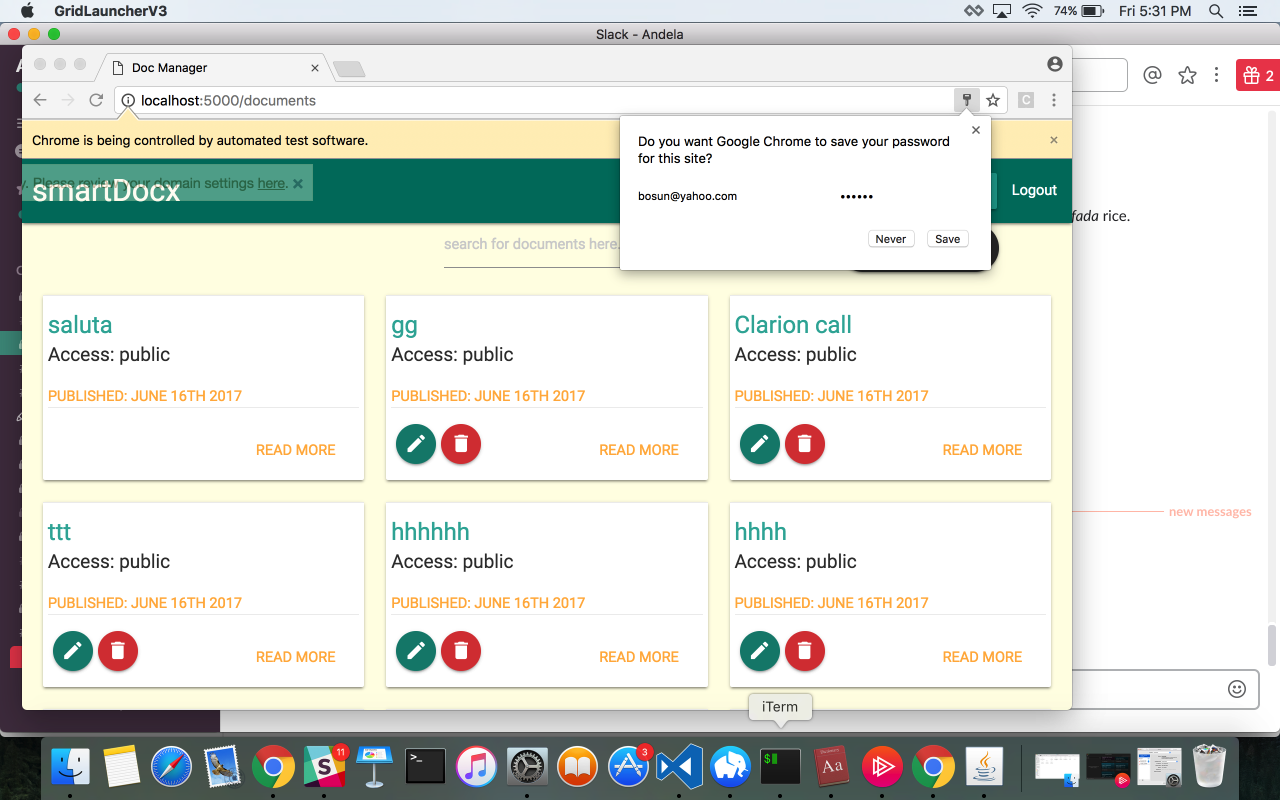 GridLauncherV3
74%
Fri 5:31 PM
Slack - Andela
Doc Manager
localhost:5000/documents
C
2
Chrome is being controlled by automated test software.
Do you want Google Chrome to save your password
for this site?
bosun@yahoo.com
••••••
Never
Save
Please review your domain settings here.
smartDocx
Logout
fada rice.
search for documents here.
saluta
Access: public
PUBLISHED: JUNE 16TH 2017
READ MORE
gg
Access: public
PUBLISHED: JUNE 16TH 2017
READ MORE
Clarion call
Access: public
PUBLISHED: JUNE 16TH 2017
READ MORE
new messages
ttt
Access: public
PUBLISHED: JUNE 16TH 2017
READ MORE
hhhhhh
Access: public
PUBLISHED: JUNE 16TH 2017
READ MORE
hhhh
Access: public
PUBLISHED: JUNE 16TH 2017
READ MORE
iTerm
11
S
>_
3
$
Aa